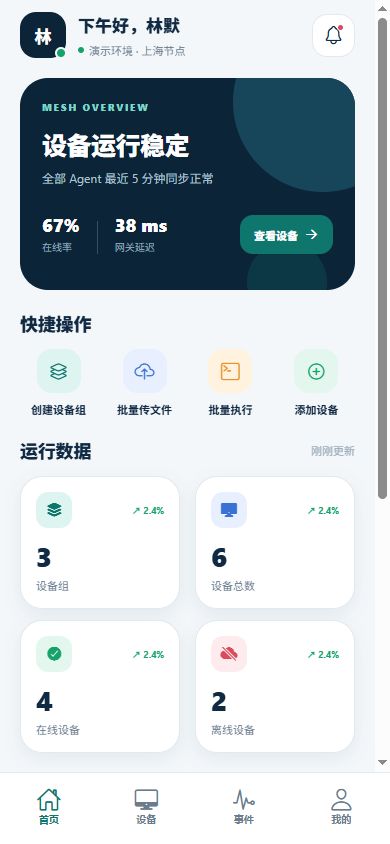 林
下午好，林默
演示环境 · 上海节点
MESH OVERVIEW
设备运行稳定
全部 Agent 最近 5 分钟同步正常
67%
在线率
38 ms
网关延迟
查看设备 →
快捷操作
创建设备组
批量传文件
批量执行
添加设备
运行数据
刚刚更新
↗ 2.4%
3
设备组
↗ 2.4%
6
设备总数
↗ 2.4%
4
在线设备
↗ 2.4%
2
离线设备
首页
设备
事件
我的